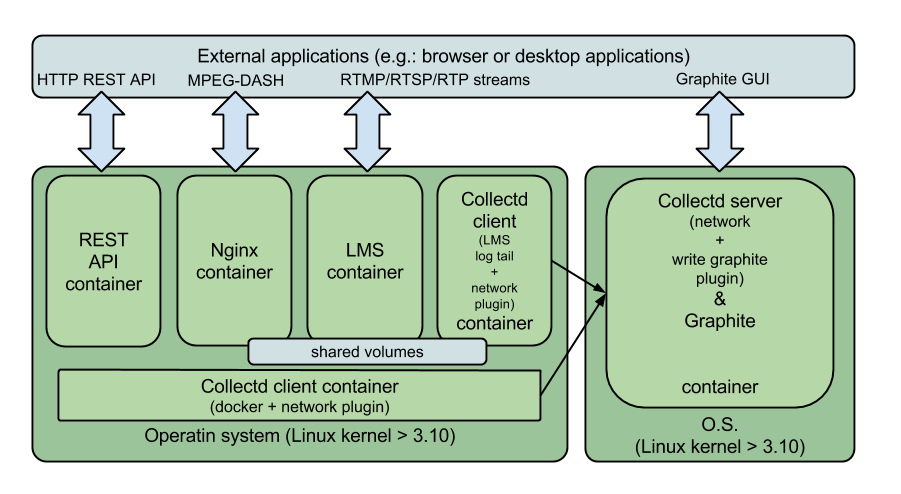 External applications (e.g.: browser or desktop applications)
HTTP REST API
MPEG-DASH
RTMP/RTSP/RTP streams
Graphite GUI
REST
API
container
Nginx
container
LMS
container
Collectd
client
(LMS
log tail
+
network
plugin)
container
shared volumes
Collectd client container
(docker + network plugin)
Operatin system (Linux kernel > 3.10)
Collectd server
(network
+
write graphite
plugin)
&
Graphite
container
O.S.
(Linux kernel > 3.10)